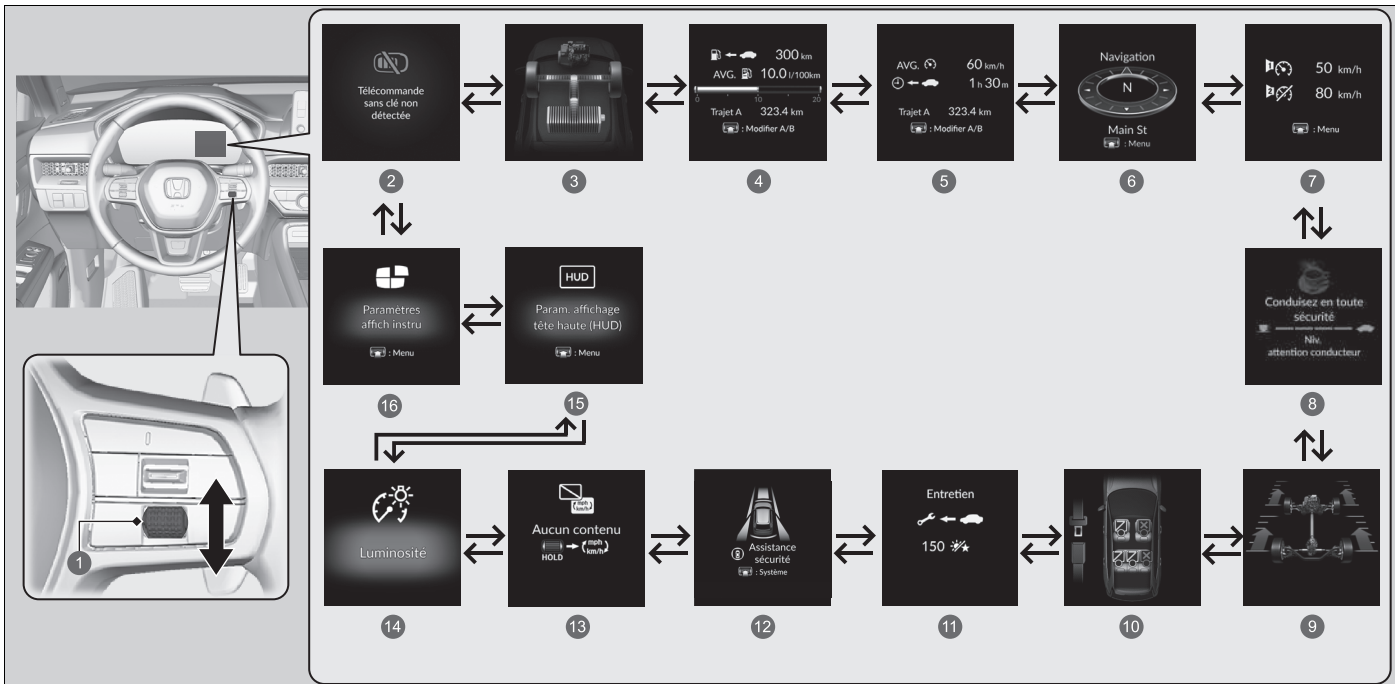 Télécommande
sans clé non
détectée
300 km
AVG. 10.0 l/100km
0 10 20
Trajet A 323.4 km
: Modifier A/B
AVG. 60 km/h
1 h 30 m
Trajet A 323.4 km
: Modifier A/B
Navigation
N
Main St
: Menu
50 km/h
80 km/h
: Menu
2
3
4
5
6
7
Paramètres
affich instru
: Menu
HUD
Param. affichage
tête haute (HUD)
: Menu
Conduisez en toute
sécurité
Niv.
attention conducteur
16
15
8
1
Luminosité
mph
km/h
Aucun contenu
HOLD mph
km/h
Assistance
sécurité
: Système
Entretien
150
14
13
12
11
10
9